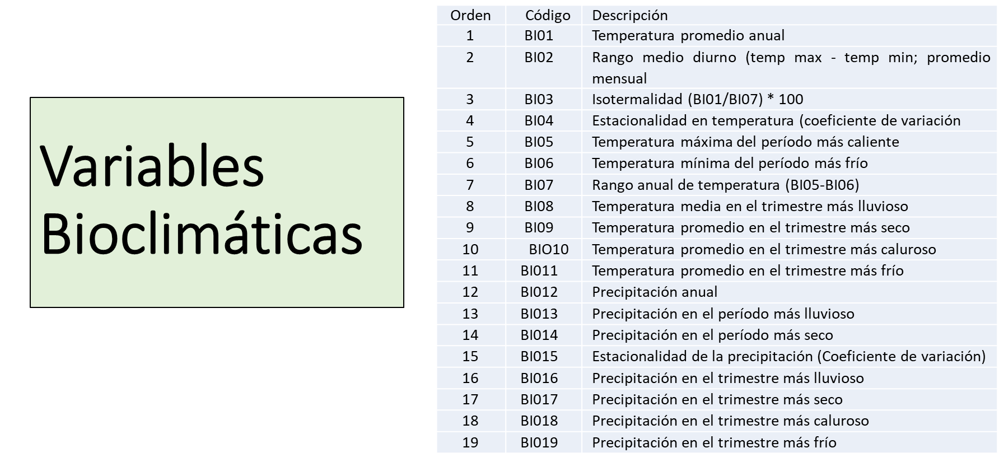 Variables
Bioclimáticas
Orden Código Descripción
1 BI01 Temperatura promedio anual
2 BI02 Rango medio diurno (temp max - temp min; promedio
mensual
3 BI03 Isotermalidad (BI01/BI07) * 100
4 BI04 Estacionalidad en temperatura (coeficiente de variación
5 BI05 Temperatura máxima del período más caliente
6 BI06 Temperatura mínima del período más frío
7 BI07 Rango anual de temperatura (BI05-BI06)
8 BI08 Temperatura media en el trimestre más lluvioso
9 BI09 Temperatura promedio en el trimestre más seco
10 BIO10 Temperatura promedio en el trimestre más caluroso
11 BI011 Temperatura promedio en el trimestre más frío
12 BI012 Precipitación anual
13 BI013 Precipitación en el período más lluvioso
14 BI014 Precipitación en el período más seco
15 BI015 Estacionalidad de la precipitación (Coeficiente de variación)
16 BI016 Precipitación en el trimestre más lluvioso
17 BI017 Precipitación en el trimestre más seco
18 BI018 Precipitación en el trimestre más caluroso
19 BI019 Precipitación en el trimestre más frío